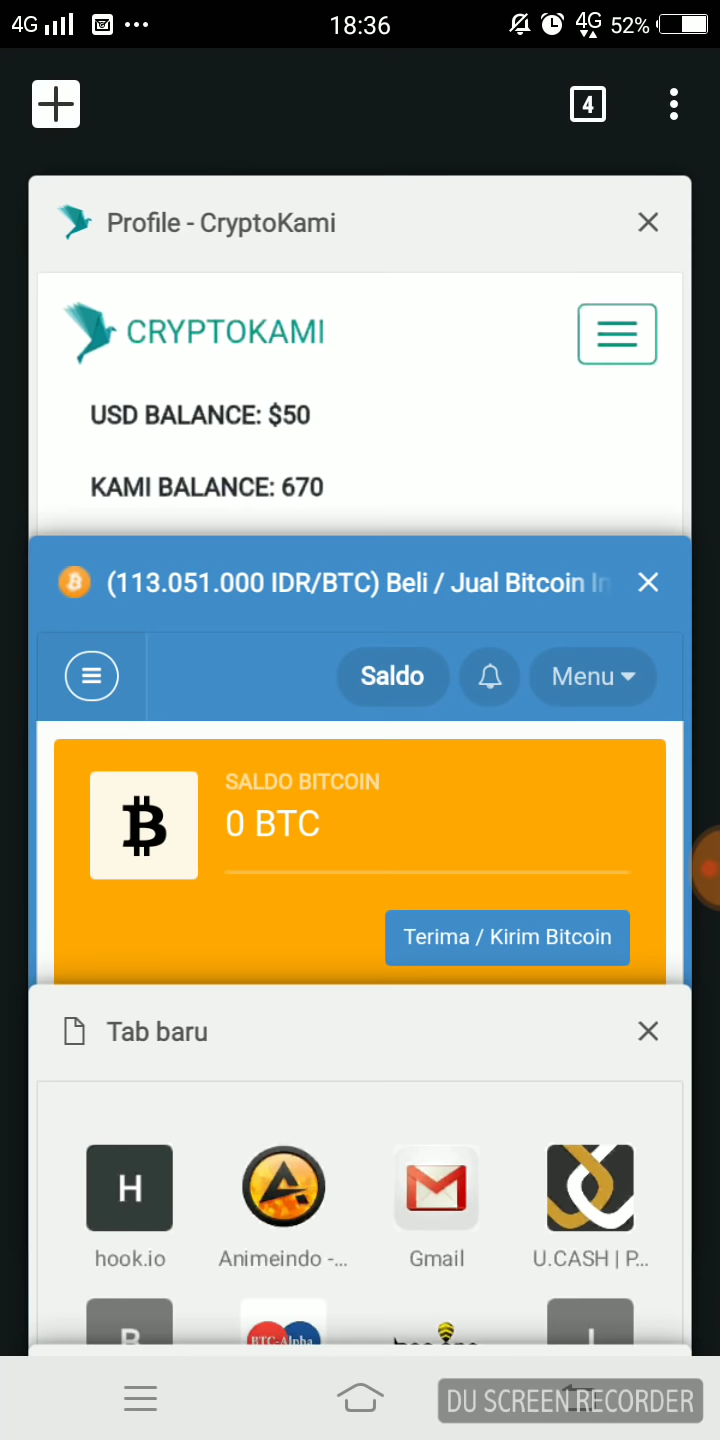 4G 18:36 4G 52%
4
Profile - CryptoKami
CRYPTOKAMI
USD BALANCE: $50
KAMI BALANCE: 670
(113.051.000 IDR/BTC) Beli / Jual Bitcoin In
Saldo Menu
SALDO BITCOIN
0 BTC
Terima / Kirim Bitcoin
Tab baru
H
hook.io Animeindo -... Gmail U.CASH | P...
BTC-Alpha
DU SCREEN RECORDER